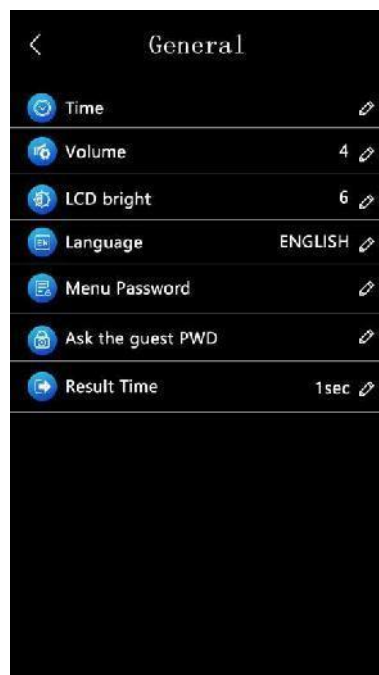 General
Time
Volume 4
LCD bright 6
Language ENGLISH
Menu Password
Ask the guest PWD
Result Time 1sec